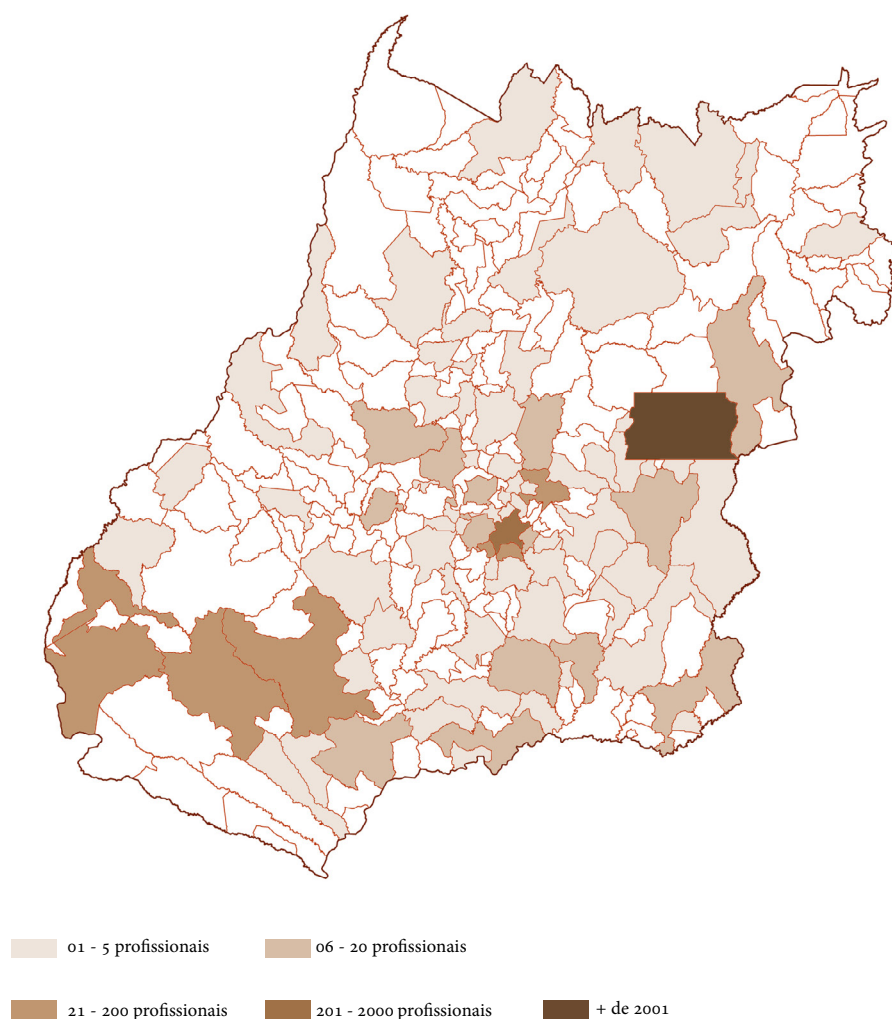 01 - 5 profissionais
06 - 20 profissionais
21 - 200 profissionais
201 - 2000 profissionais
+ de 2001